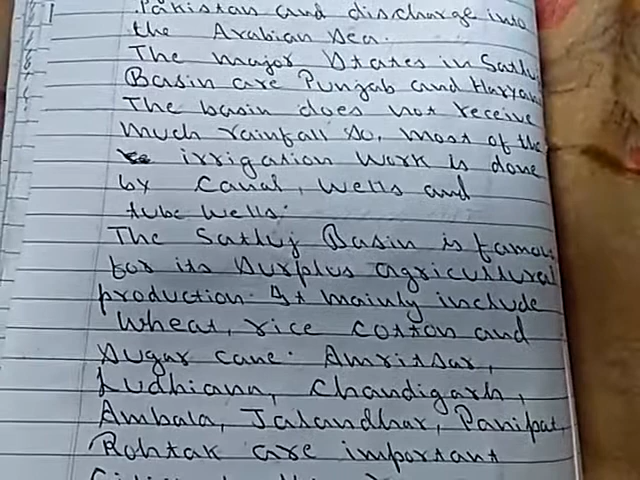 Pakistan and discharge into
the Arabian Sea.
The major States in Sathluj
Basin are Punjab and Haryana
The basin does not receive
much rainfall so, most of the
irrigation work is done
by Canal, Wells and
tube wells.
The Sathluj Basin is famous
for its surplus agricultural
production. It mainly include
Wheat, rice cotton and
Sugar cane. Amritsar,
Ludhiana, Chandigarh,
Ambala, Jalandhar, Panipat,
Rohtak are important